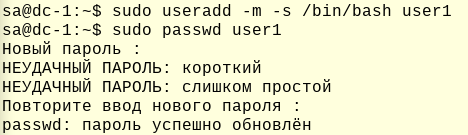 sa@dc-1:~$ sudo useradd -m -s /bin/bash user1
sa@dc-1:~$ sudo passwd user1
Новый пароль :
НЕУДАЧНЫЙ ПАРОЛЬ: короткий
НЕУДАЧНЫЙ ПАРОЛЬ: слишком простой
Повторите ввод нового пароля :
passwd: пароль успешно обновлён